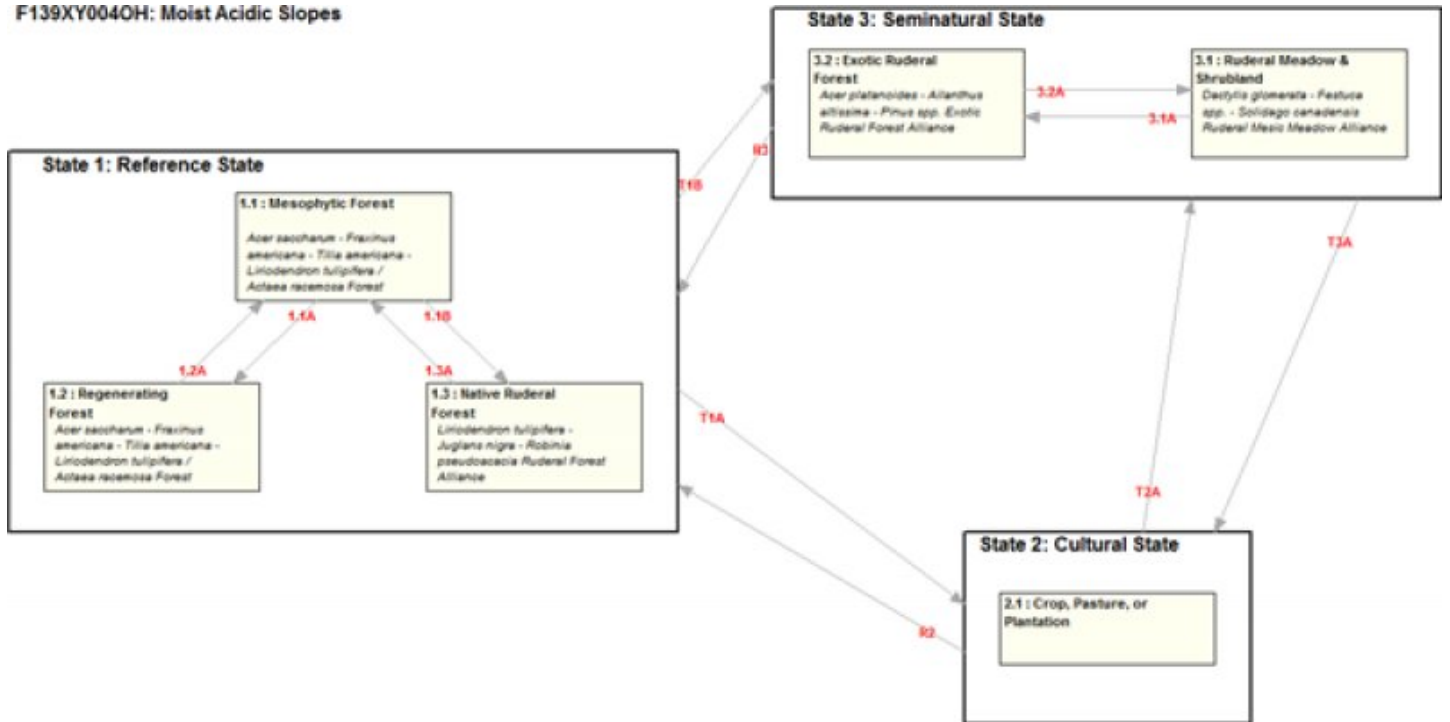 F139XY004OH: Moist Acidic Slopes
State 3: Seminatural State
3.2 : Exotic Ruderal
Forest
Acer platanoides - Ailanthus
altissima - Pinus spp. Exotic
Ruderal Forest Alliance
3.2A
3.1A
3.1 : Ruderal Meadow &
Shrubland
Dactylis glomerata - Festuca
spp. - Solidago canadensis
Ruderal Mesic Meadow Alliance
State 1: Reference State
1.1 : Mesophytic Forest
Acer saccharum - Fraxinus
americana - Tilia americana -
Liriodendron tulipifera /
Actaea racemosa Forest
1.1A
1.1B
1.2A
1.3A
1.2 : Regenerating
Forest
Acer saccharum - Fraxinus
americana - Tilia americana -
Liriodendron tulipifera /
Actaea racemosa Forest
1.3 : Native Ruderal
Forest
Liriodendron tulipifera -
Juglans nigra - Robinia
pseudoacacia Ruderal Forest
Alliance
R3
T1B
T3A
T1A
T2A
R2
State 2: Cultural State
2.1 : Crop, Pasture, or
Plantation